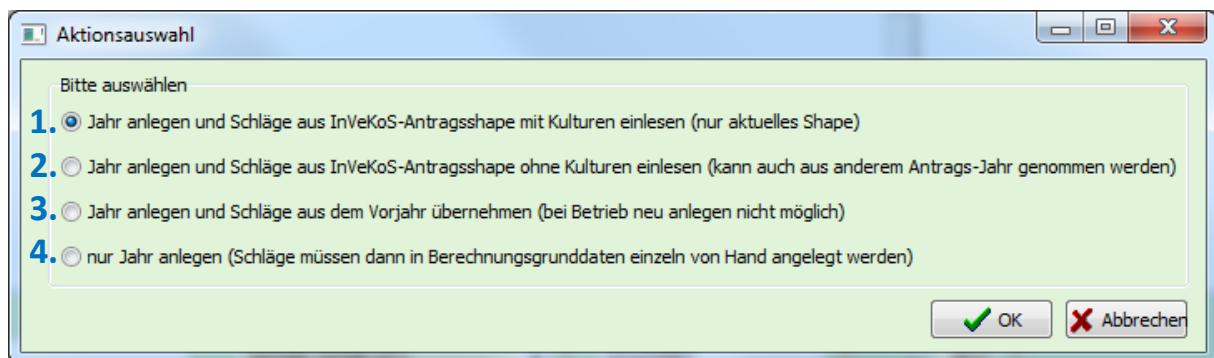 Aktionsauswahl
Bitte auswählen
1. Jahr anlegen und Schläge aus InVeKoS-Antragsshape mit Kulturen einlesen (nur aktuelles Shape)
2. Jahr anlegen und Schläge aus InVeKoS-Antragsshape ohne Kulturen einlesen (kann auch aus anderem Antrags-Jahr genommen werden)
3. Jahr anlegen und Schläge aus dem Vorjahr übernehmen (bei Betrieb neu anlegen nicht möglich)
4. nur Jahr anlegen (Schläge müssen dann in Berechnungsgrunddaten einzeln von Hand angelegt werden)
OK Abbrechen